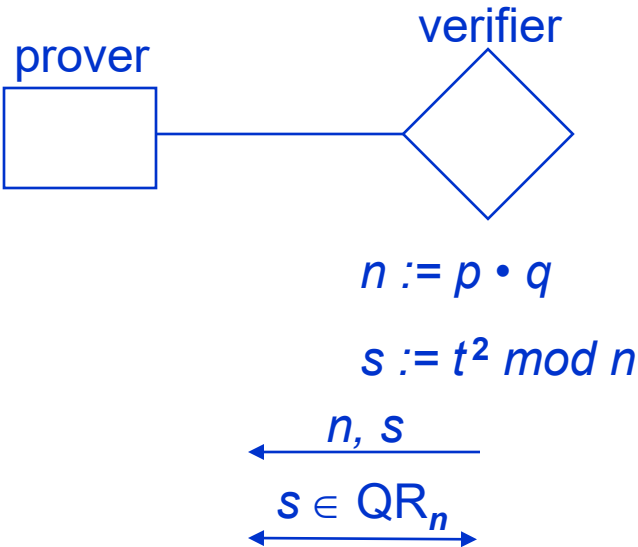 verifier
prover
n := p • q
s := t² mod n
n, s
s ∈ QRₙ